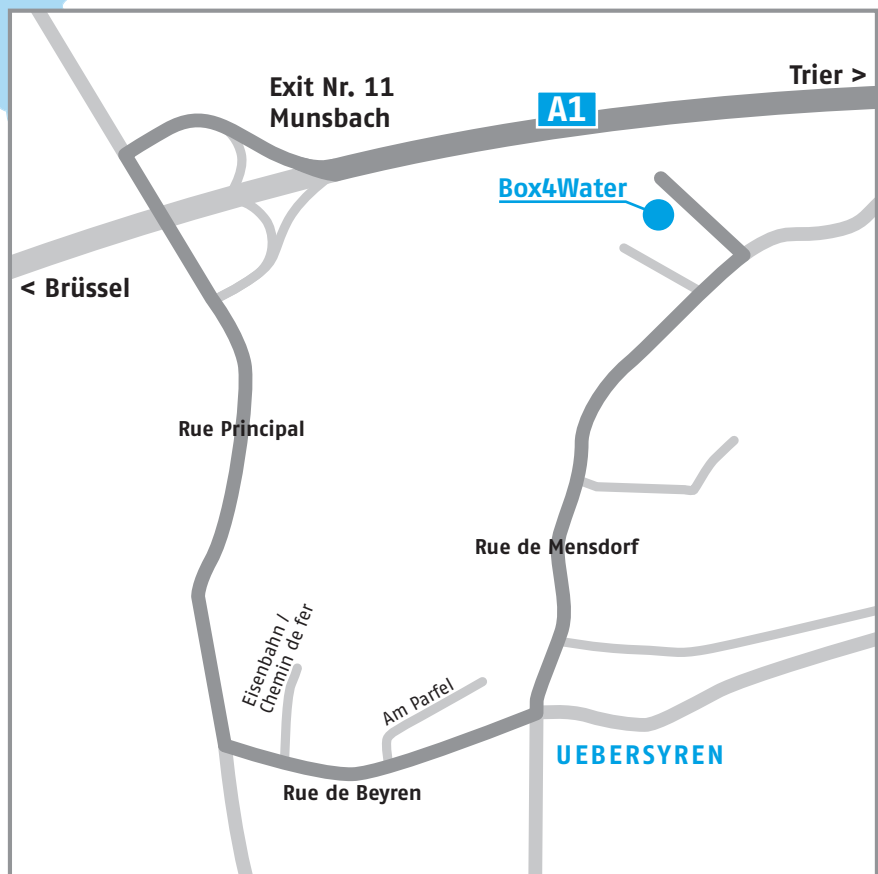 Trier >
Exit Nr. 11
Munsbach
A1
Box4Water
< Brüssel
Rue Principal
Rue de Mensdorf
Eisenbahn /
Chemin de fer
Am Parfel
UEBERSYREN
Rue de Beyren